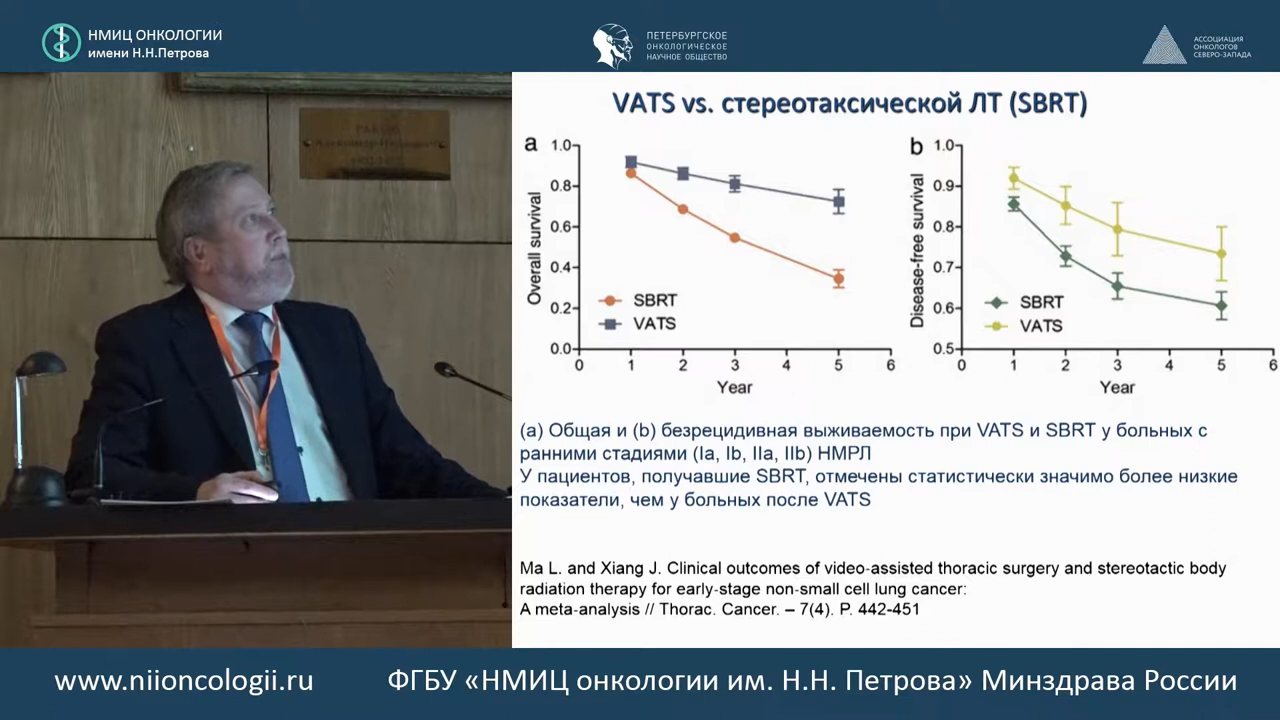 НМИЦ ОНКОЛОГИИ
имени Н.Н.Петрова
ПЕТЕРБУРГСКОЕ
ОНКОЛОГИЧЕСКОЕ
НАУЧНОЕ ОБЩЕСТВО
АССОЦИАЦИЯ
ОНКОЛОГОВ
СЕВЕРО-ЗАПАДА
VATS vs. стереотаксической ЛТ (SBRT)
a
Overall survival
1.0
0.8
0.6
0.4
0.2
0.0
SBRT
VATS
0 1 2 3 4 5 6
Year
b
Disease-free survival
1.0
0.9
0.8
0.7
0.6
0.5
SBRT
VATS
0 1 2 3 4 5 6
Year
(a) Общая и (b) безрецидивная выживаемость при VATS и SBRT у больных с
ранними стадиями (Ia, Ib, IIa, IIb) НМРЛ
У пациентов, получавшие SBRT, отмечены статистически значимо более низкие
показатели, чем у больных после VATS
Ma L. and Xiang J. Clinical outcomes of video-assisted thoracic surgery and stereotactic body
radiation therapy for early-stage non-small cell lung cancer:
A meta-analysis // Thorac. Cancer. – 7(4). P. 442-451
www.niioncologii.ru
ФГБУ «НМИЦ онкологии им. Н.Н. Петрова» Минздрава России